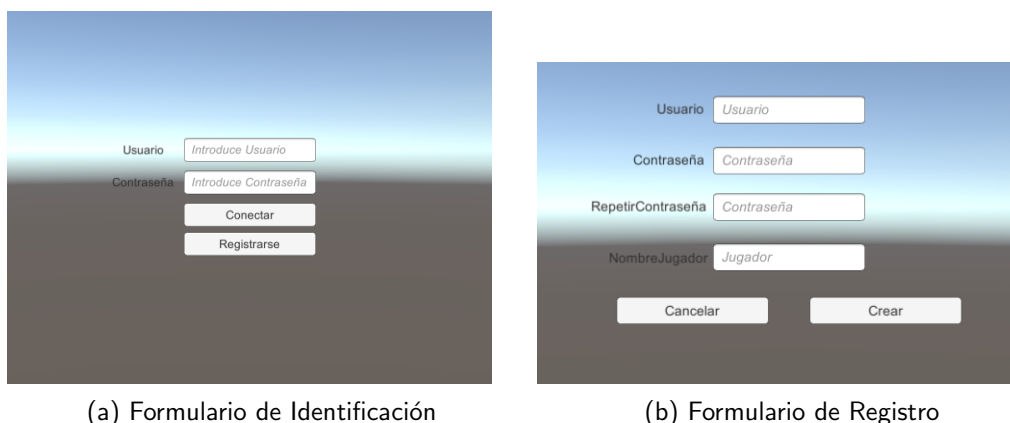 Usuario Introduce Usuario
Contraseña Introduce Contraseña
Conectar
Registrarse
(a) Formulario de Identificación
Usuario Usuario
Contraseña Contraseña
RepetirContraseña Contraseña
NombreJugador Jugador
Cancelar Crear
(b) Formulario de Registro